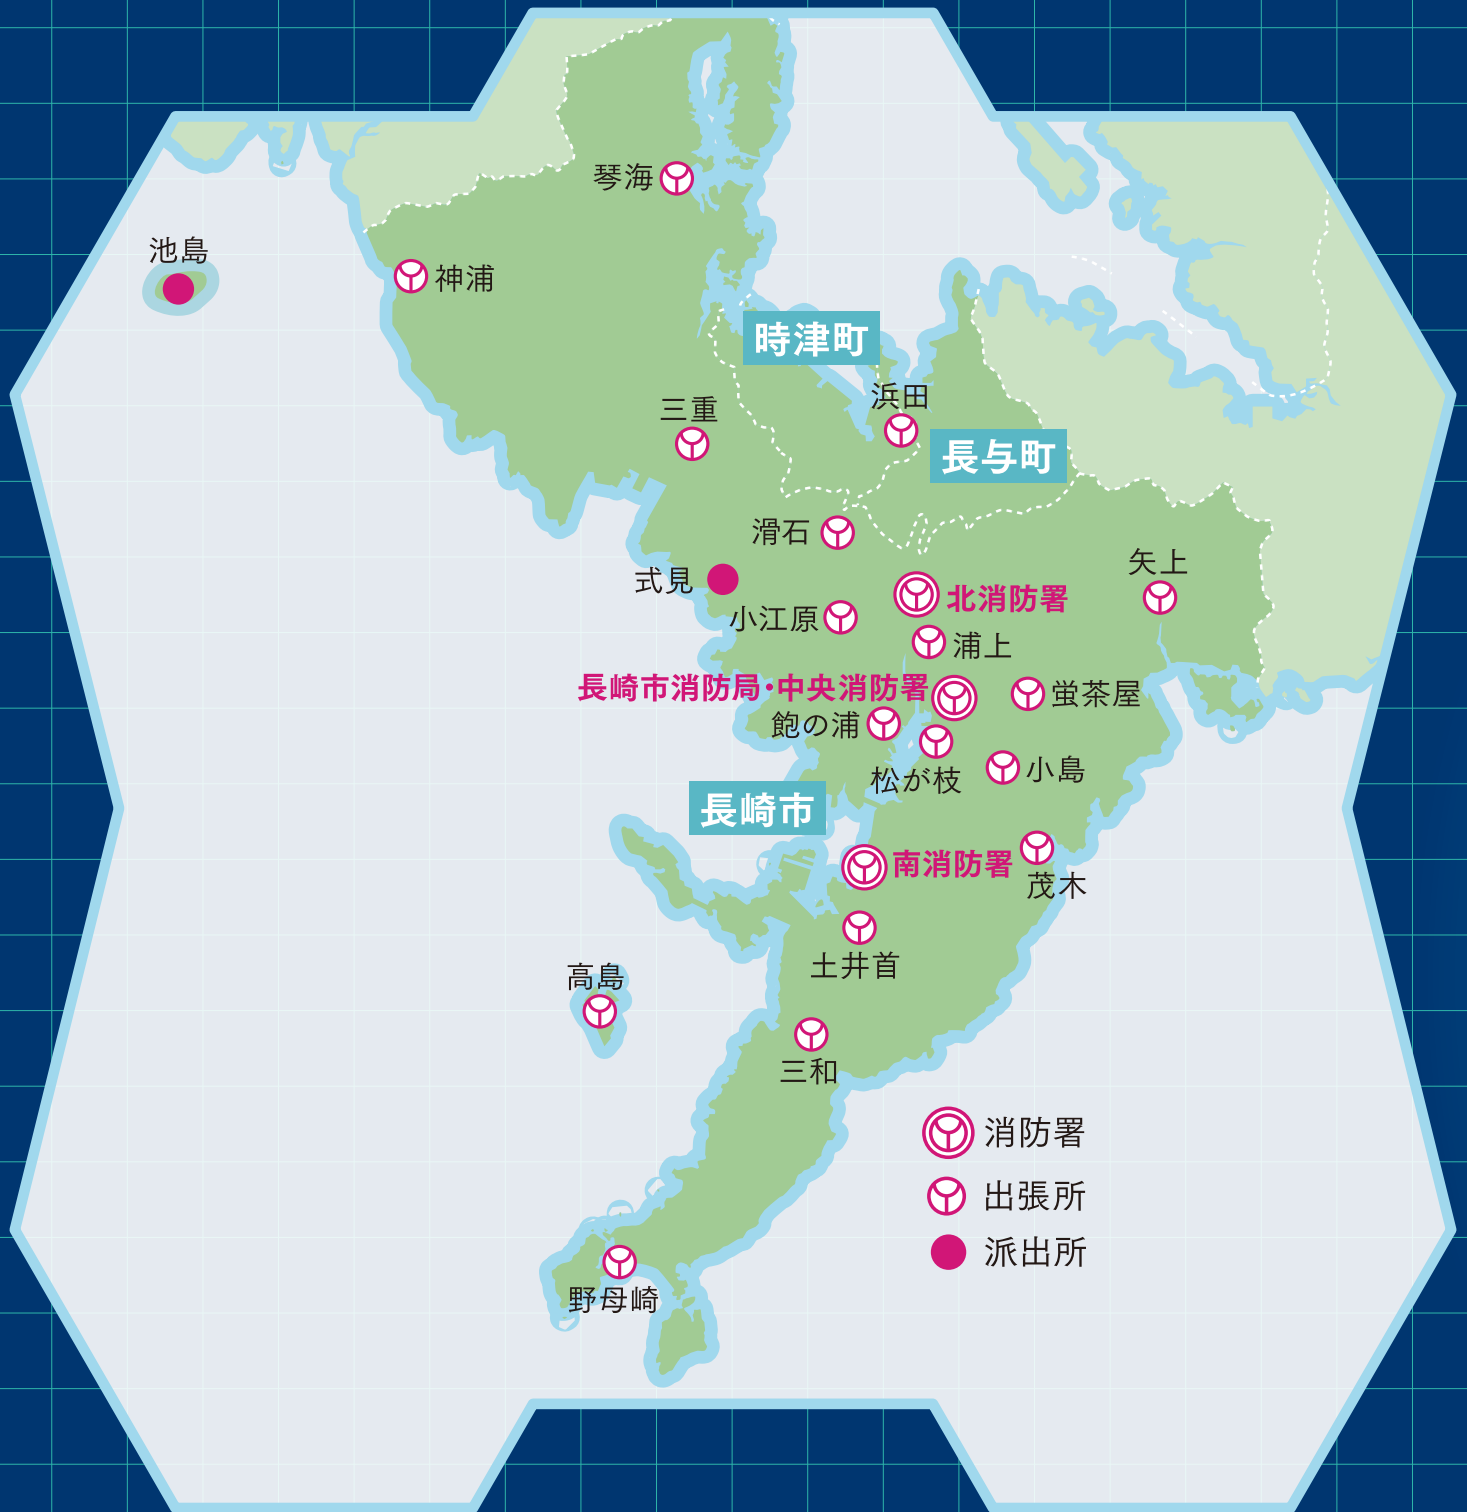 琴海
池島
神浦
時津町
浜田
三重
長与町
滑石
矢上
式見
北消防署
小江原
浦上
長崎市消防局・中央消防署
蛍茶屋
飽の浦
松が枝
小島
長崎市
南消防署
茂木
土井首
高島
三和
消防署
出張所
派出所
野母崎